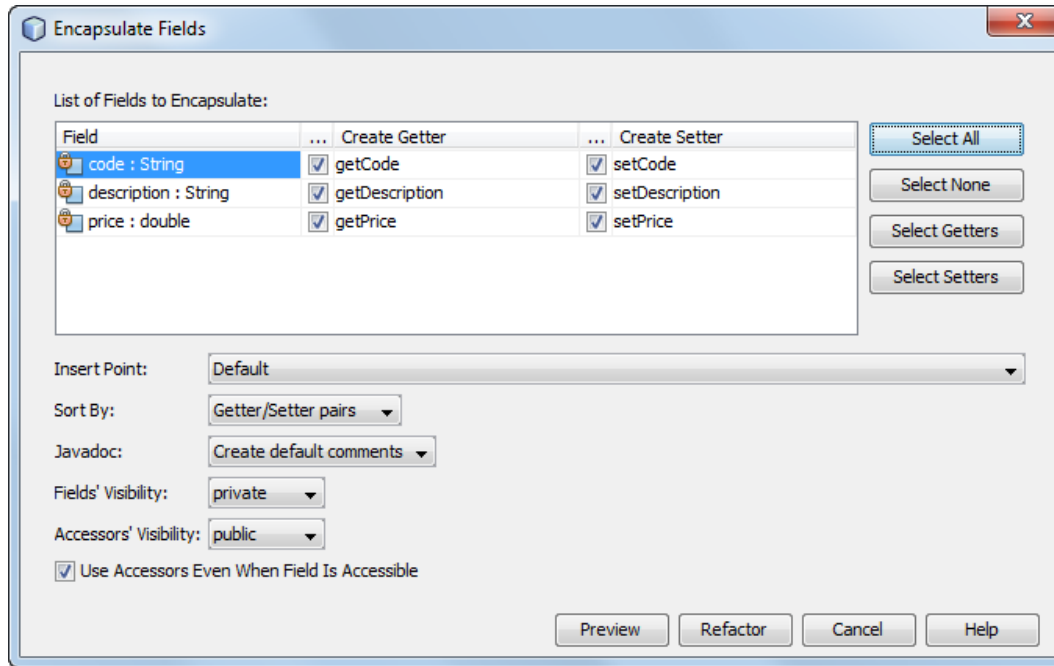 Encapsulate Fields
List of Fields to Encapsulate:
Field ... Create Getter ... Create Setter
code : String getCode setCode
description : String getDescription setDescription
price : double getPrice setPrice
Select All
Select None
Select Getters
Select Setters
Insert Point: Default
Sort By: Getter/Setter pairs
Javadoc: Create default comments
Fields' Visibility: private
Accessors' Visibility: public
Use Accessors Even When Field Is Accessible
Preview Refactor Cancel Help